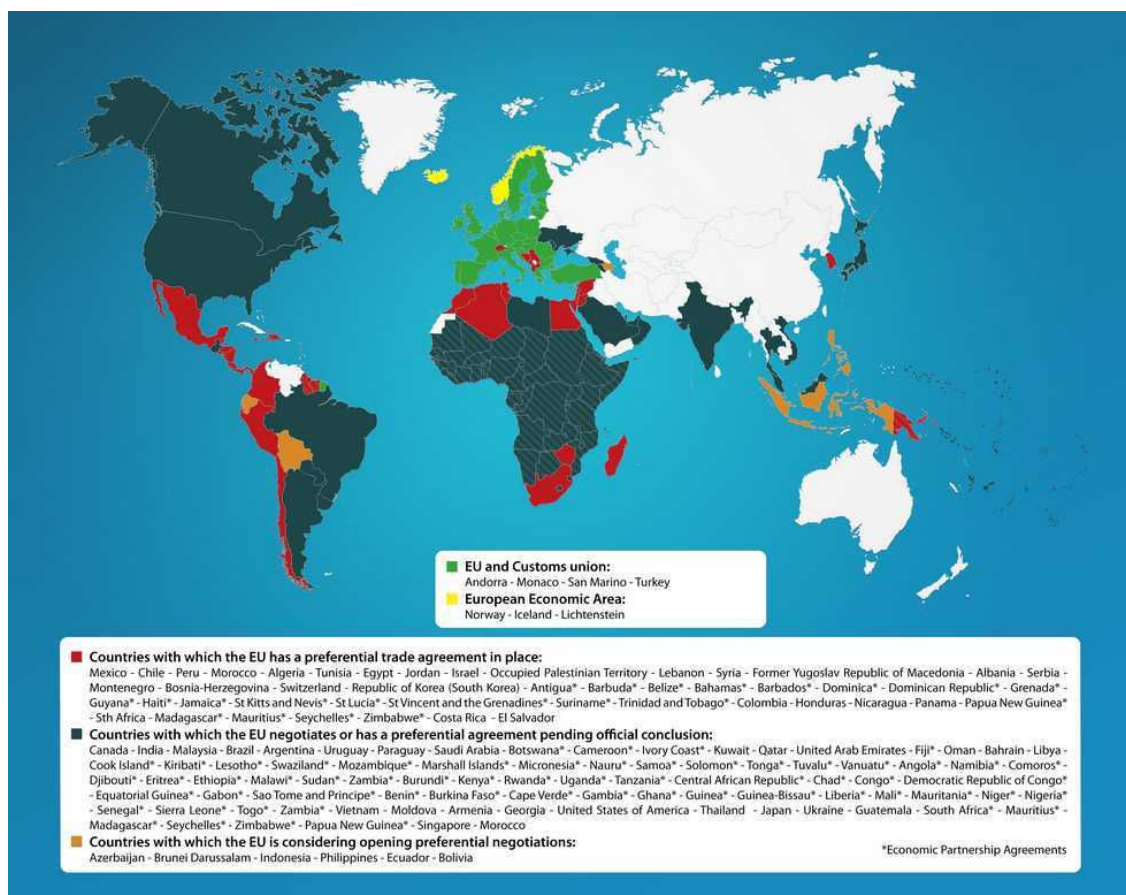 EU and Customs union:
Andorra - Monaco - San Marino - Turkey
European Economic Area:
Norway - Iceland - Lichtenstein
Countries with which the EU has a preferential trade agreement in place:
Mexico - Chile - Peru - Morocco - Algeria - Tunisia - Egypt - Jordan - Israel - Occupied Palestinian Territory - Lebanon - Syria - Former Yugoslav Republic of Macedonia - Albania - Serbia -
Montenegro - Bosnia-Herzegovina - Switzerland - Republic of Korea (South Korea) - Antigua* - Barbuda* - Belize* - Bahamas* - Barbados* - Dominica* - Dominican Republic* - Grenada* -
Guyana* - Haiti* - Jamaica* - St Kitts and Nevis* - St Lucia* - St Vincent and the Grenadines* - Suriname* - Trinidad and Tobago* - Colombia - Honduras - Nicaragua - Panama - Papua New Guinea*
- Sth Africa - Madagascar* - Mauritius* - Seychelles* - Zimbabwe* - Costa Rica - El Salvador
Countries with which the EU negotiates or has a preferential agreement pending official conclusion:
Canada - India - Malaysia - Brazil - Argentina - Uruguay - Paraguay - Saudi Arabia - Botswana* - Cameroon* - Ivory Coast* - Kuwait - Qatar - United Arab Emirates - Fiji* - Oman - Bahrain - Libya -
Cook Island* - Kiribati* - Lesotho* - Swaziland* - Mozambique* - Marshall Islands* - Micronesia* - Nauru* - Samoa* - Solomon* - Tonga* - Tuvalu* - Vanuatu* - Angola* - Namibia* - Comoros* -
Djibouti* - Eritrea* - Ethiopia* - Malawi* - Sudan* - Zambia* - Burundi* - Kenya* - Rwanda* - Uganda* - Tanzania* - Central African Republic* - Chad* - Congo* - Democratic Republic of Congo*
- Equatorial Guinea* - Gabon* - Sao Tome and Principe* - Benin* - Burkina Faso* - Cape Verde* - Gambia* - Ghana* - Guinea* - Guinea-Bissau* - Liberia* - Mali* - Mauritania* - Niger* - Nigeria*
- Senegal* - Sierra Leone* - Togo* - Zambia* - Vietnam - Moldova - Armenia - Georgia - United States of America - Thailand - Japan - Ukraine - Guatemala - South Africa* - Mauritius* -
Madagascar* - Seychelles* - Zimbabwe* - Papua New Guinea* - Singapore - Morocco
Countries with which the EU is considering opening preferential negotiations:
Azerbaijan - Brunei Darussalam - Indonesia - Philippines - Ecuador - Bolivia
*Economic Partnership Agreements